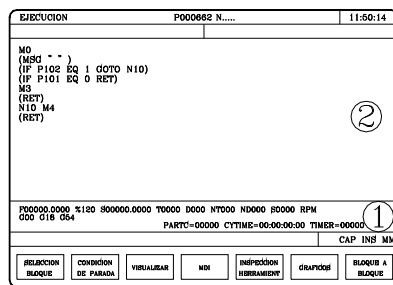 EJECUCION P000662 N..... 11:50:14
M0
(MSG " " )
(IF P102 EQ 1 GOTO N10)
(IF P101 EQ 0 RET)
M3
(RET)
N10 M4
(RET)
2
F00000.0000 %120 S00000.0000 T0000 D000 NT000 ND000 S0000 RPM
G00 G18 G54
PARTC=00000 CYTIME=00:00:00:00 TIMER=00000
1
CAP INS MM
SELECCION BLOQUE
CONDICION DE PARADA
VISUALIZAR
MDI
INSPECCION HERRAMIENT
GRAFICOS
BLOQUE A BLOQUE